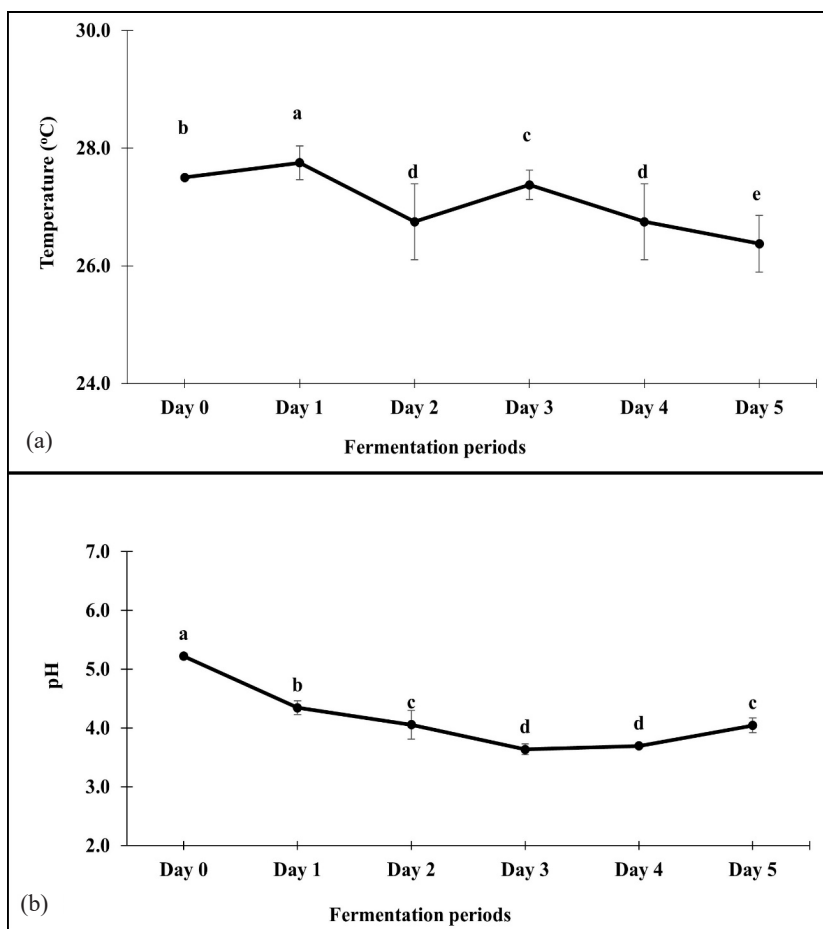 30.0
28.0
26.0
24.0
Temperature (°C)
b
a
d
c
d
e
Day 0 Day 1 Day 2 Day 3 Day 4 Day 5
Fermentation periods
(a)
7.0
6.0
5.0
4.0
3.0
2.0
pH
a
b
c
d
d
c
Day 0 Day 1 Day 2 Day 3 Day 4 Day 5
Fermentation periods
(b)